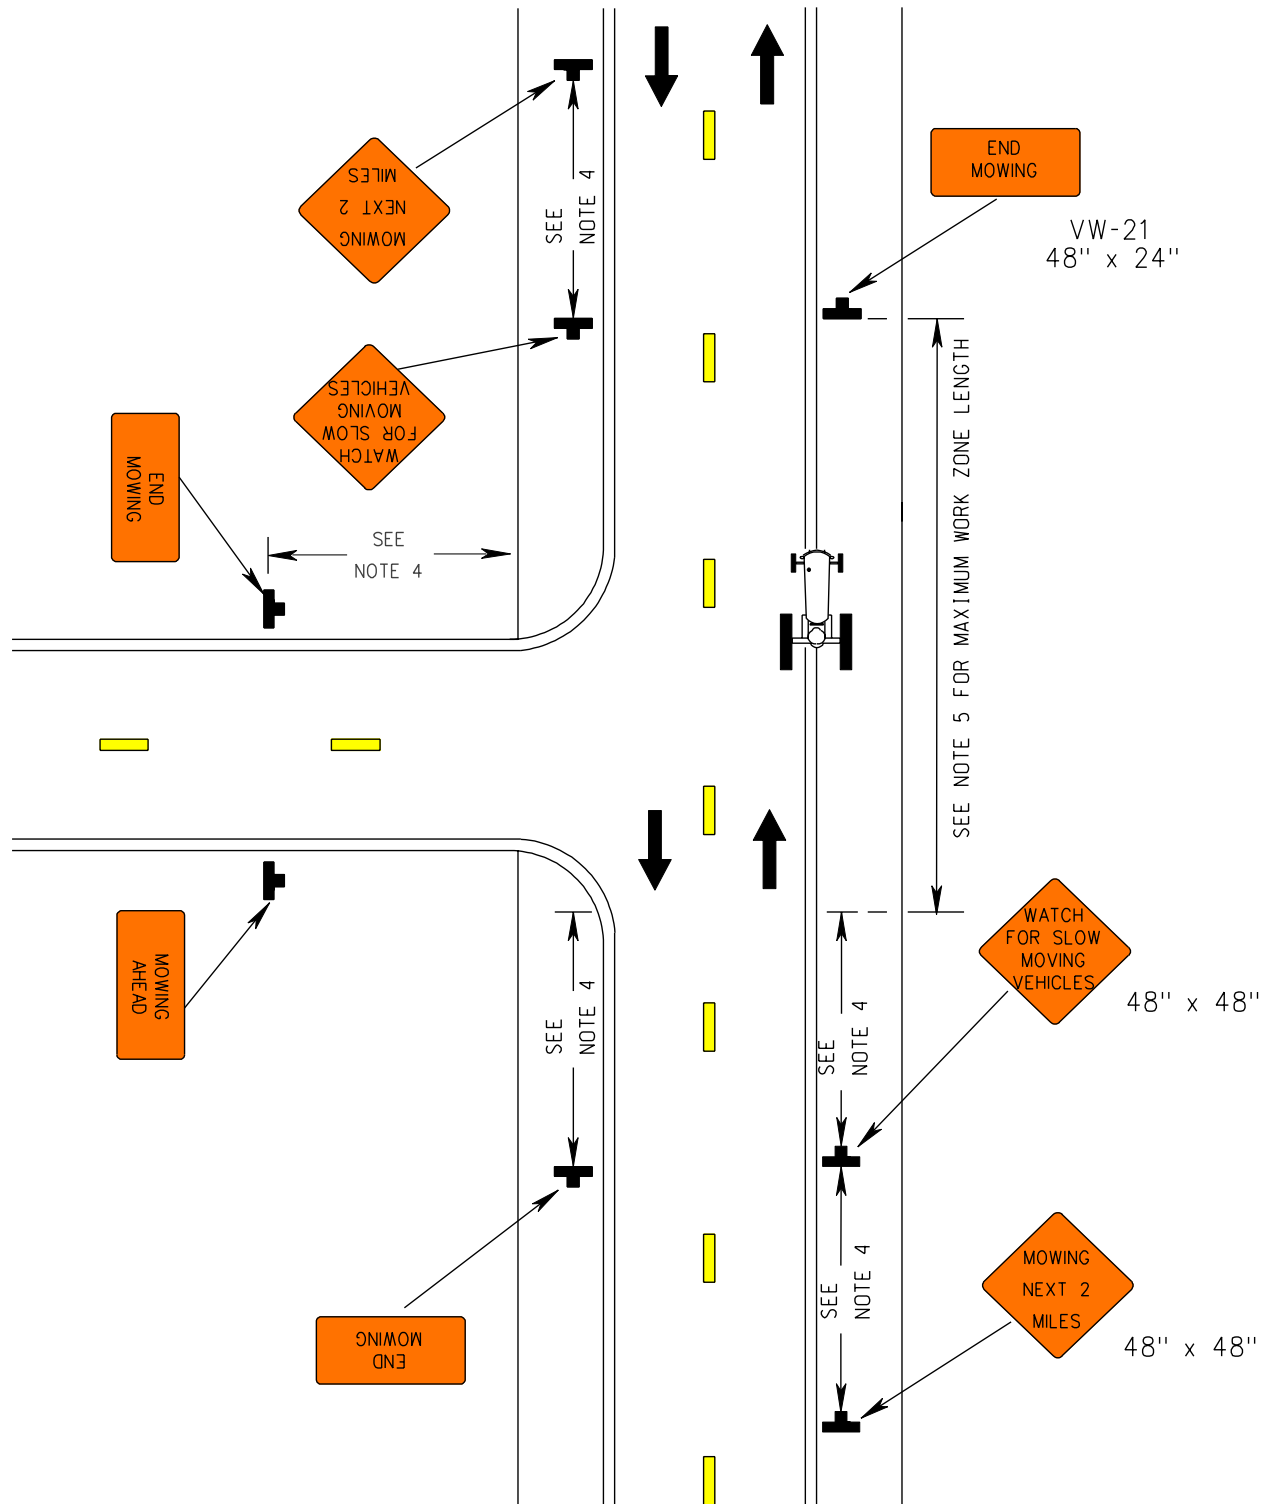 MOWING
NEXT 2
MILES
SEE
NOTE 4
END
MOWING
VW-21
48" x 24"
WATCH
FOR SLOW
MOVING
VEHICLES
END
MOWING
SEE
NOTE 4
SEE NOTE 5 FOR MAXIMUM WORK ZONE LENGTH
MOWING
AHEAD
SEE
NOTE 4
SEE
NOTE 4
WATCH
FOR SLOW
MOVING
VEHICLES
48" x 48"
END
MOWING
SEE
NOTE 4
MOWING
NEXT 2
MILES
48" x 48"